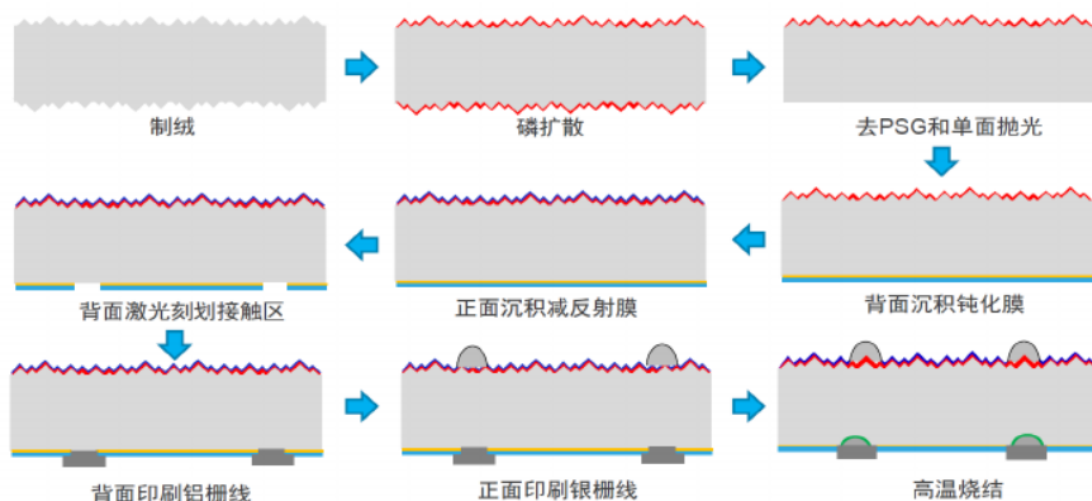 制绒
磷扩散
去PSG和单面抛光
背面沉积钝化膜
正面沉积减反射膜
背面激光刻划接触区
背面印刷铝栅线
正面印刷银栅线
高温烧结